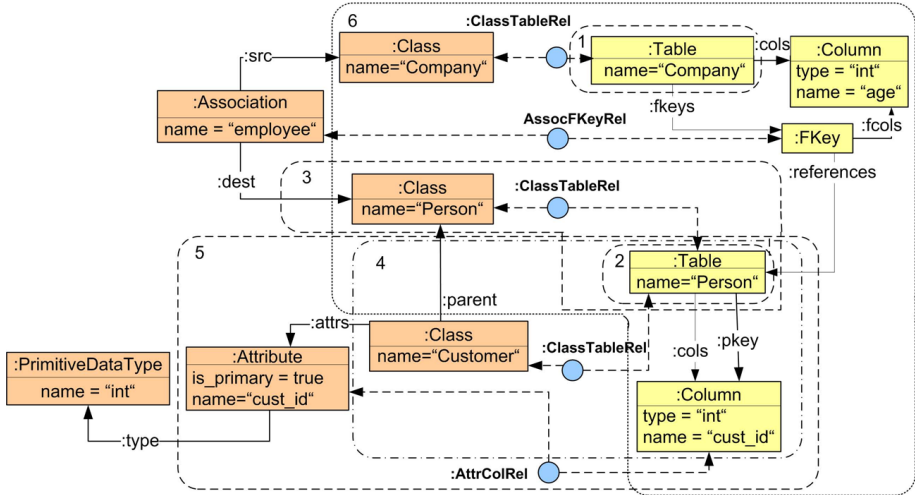 6
:ClassTableRel
:Class
name=“Company“
1
:Table
name=“Company“
:cols
:Column
type = “int“
name = “age“
:src
:Association
name = “employee“
AssocFKeyRel
:fkeys
:FKey
:fcols
:references
:dest
3
:Class
name=“Person“
:ClassTableRel
5
4
2
:Table
name=“Person“
:parent
:attrs
:Class
name=“Customer“
:ClassTableRel
:cols
:pkey
:PrimitiveDataType
name = “int“
:Attribute
is_primary = true
name=“cust_id“
:Column
type = “int“
name = “cust_id“
:type
:AttrColRel